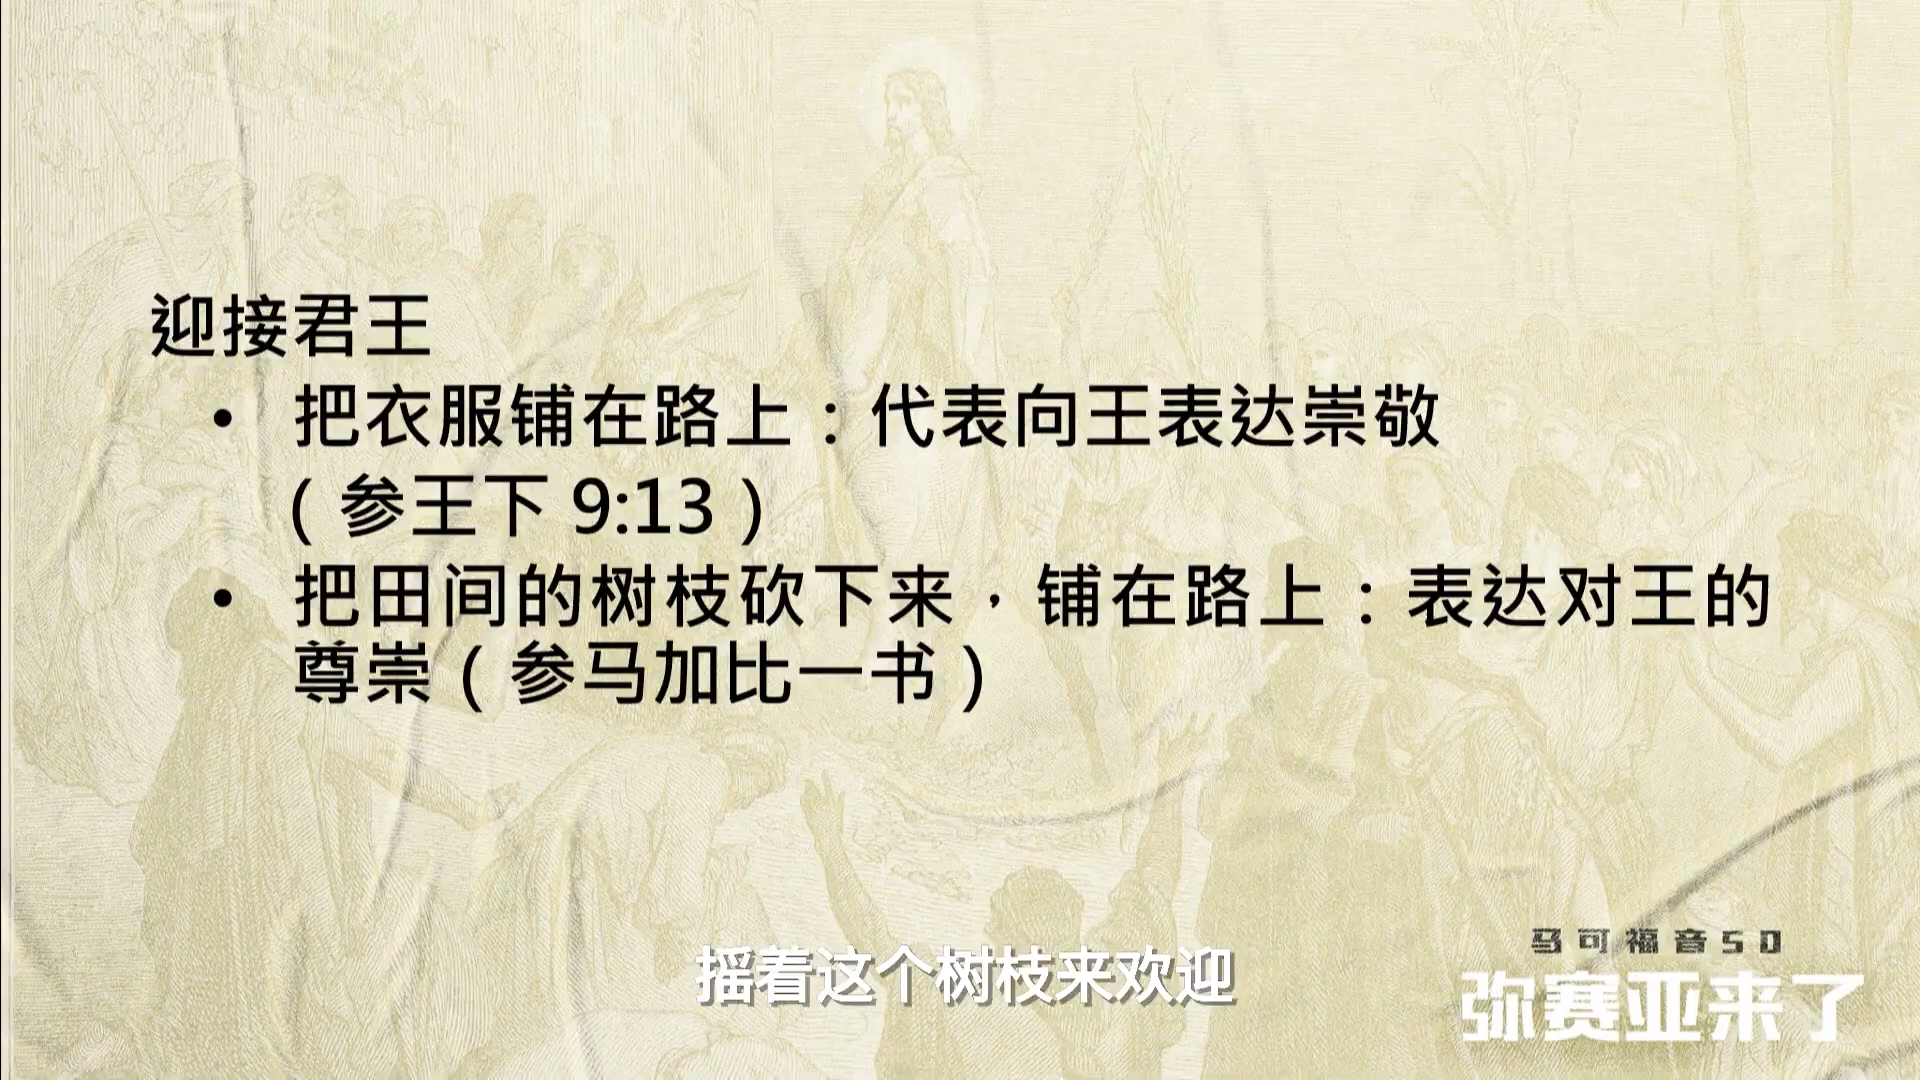 迎接君王
• 把衣服铺在路上：代表向王表达崇敬
（参王下 9:13）
• 把田间的树枝砍下来，铺在路上：表达对王的
尊崇（参马加比一书）
摇着这个树枝来欢迎
马可福音50
弥赛亚来了